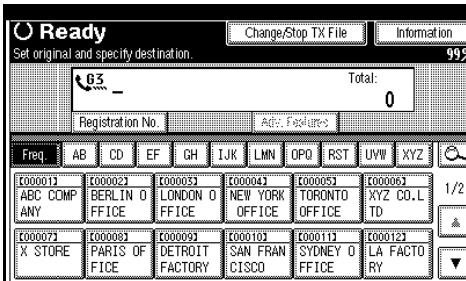 Ready
Change/Stop TX File
Information
Set original and specify destination.
99%
G3 _
Total:
0
Registration No.
Adv. Features
Freq.
AB
CD
EF
GH
IJK
LMN
OPQ
RST
UVW
XYZ
[00001]
ABC COMP
ANY
[00002]
BERLIN O
FFICE
[00003]
LONDON O
FFICE
[00004]
NEW YORK
OFFICE
[00005]
TORONTO
OFFICE
[00006]
XYZ CO.L
TD
1/2
[00007]
X STORE
[00008]
PARIS OF
FICE
[00009]
DETROIT
FACTORY
[00010]
SAN FRAN
CISCO
[00011]
SYDNEY O
FFICE
[00012]
LA FACTO
RY